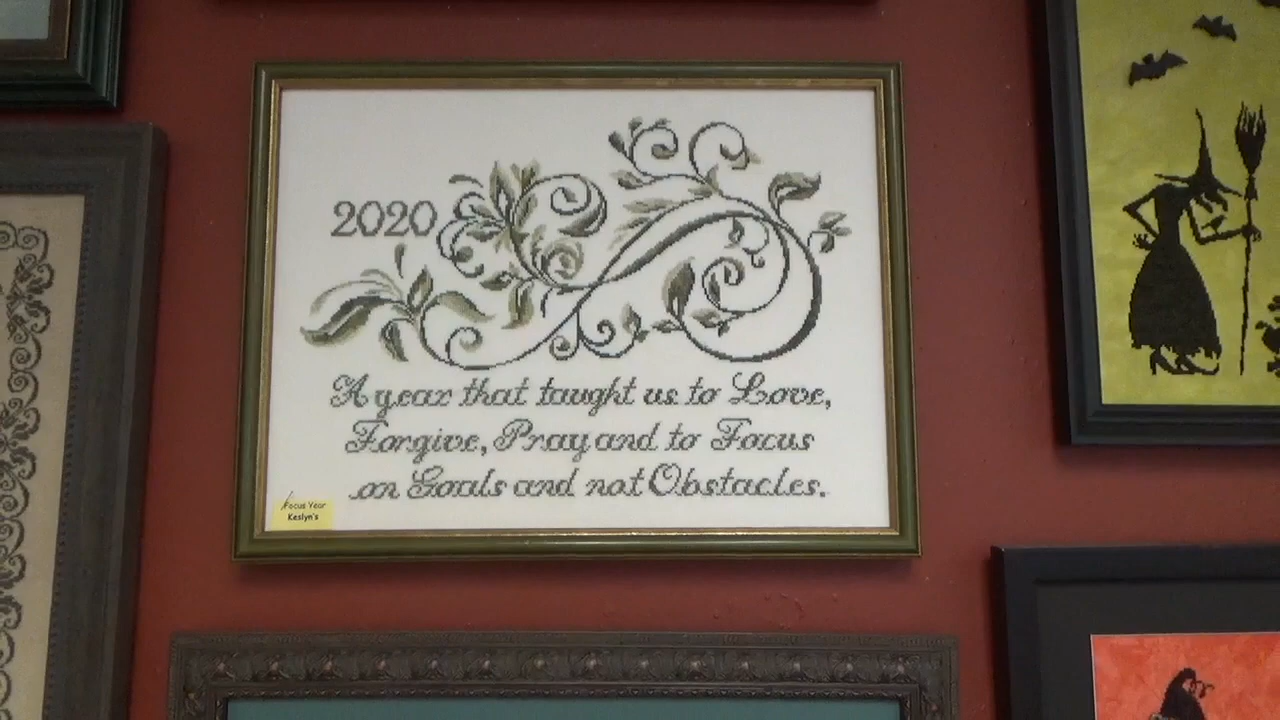 2020
A year that taught us to Love,
Forgive, Pray and to Focus
on Goals and not Obstacles.
Focus Year
Keslyn's